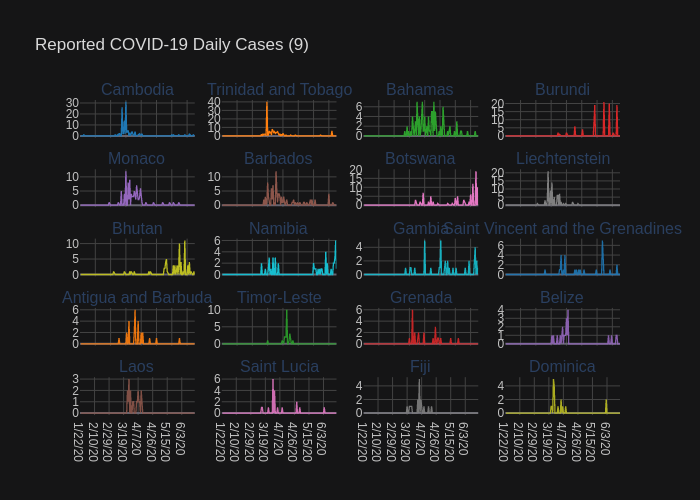 Reported COVID-19 Daily Cases (9)
Cambodia Trinidad and Tobago Bahamas Burundi
30 20 10 0
40 30 20 10 0
6 4 2 0
20 15 10 5 0
Monaco Barbados Botswana Liechtenstein
10 5 0
10 5 0
20 15 10 5 0
20 15 10 5 0
Bhutan Namibia Gambia Saint Vincent and the Grenadines
10 5 0
6 4 2 0
4 2 0
6 4 2 0
Antigua and Barbuda Timor-Leste Grenada Belize
6 4 2 0
10 5 0
6 4 2 0
4 3 2 1 0
Laos Saint Lucia Fiji Dominica
3 2 1 0
6 4 2 0
4 2 0
4 2 0
1/22/20 2/10/20 2/29/20 3/19/20 4/7/20 4/26/20 5/15/20 6/3/20
1/22/20 2/10/20 2/29/20 3/19/20 4/7/20 4/26/20 5/15/20 6/3/20
1/22/20 2/10/20 2/29/20 3/19/20 4/7/20 4/26/20 5/15/20 6/3/20
1/22/20 2/10/20 2/29/20 3/19/20 4/7/20 4/26/20 5/15/20 6/3/20